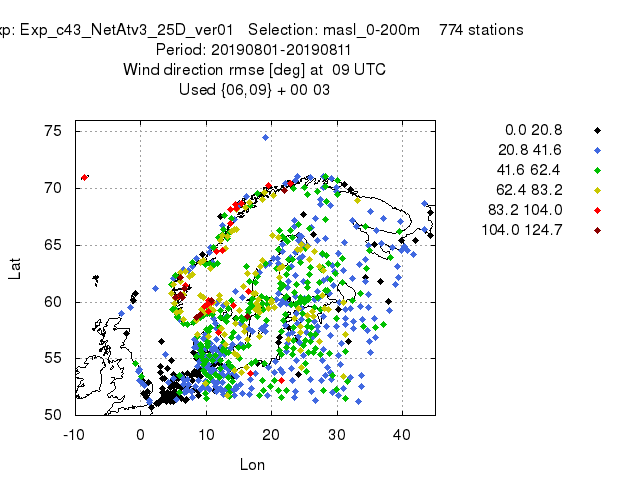 xp: Exp_c43_NetAtv3_25D_ver01 Selection: masl_0-200m 774 stations
Period: 20190801-20190811
Wind direction rmse [deg] at 09 UTC
Used {06,09} + 00 03
0.0 20.8
20.8 41.6
41.6 62.4
62.4 83.2
83.2 104.0
104.0 124.7
75
70
65
60
55
50
Lat
-10 0 10 20 30 40
Lon